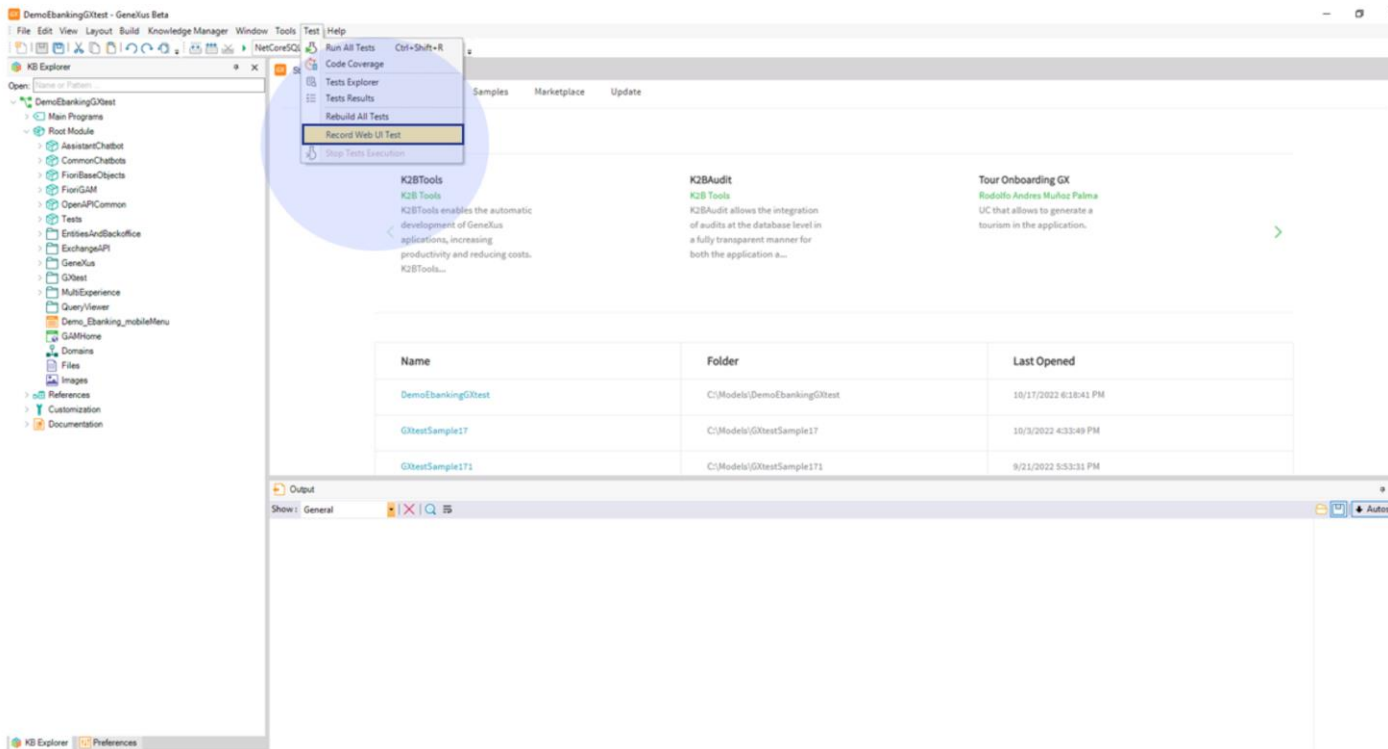 DemoEbankingGXtest - GeneXus Beta
File Edit View Layout Build Knowledge Manager Window Tools Test Help
NetCoreSQL
Run All Tests Ctrl+Shift+R
Code Coverage
Tests Explorer
Tests Results
Rebuild All Tests
Record Web UI Test
Stop Tests Execution
KB Explorer
Open: Name or Pattern...
DemoEbankingGXtest
Main Programs
Root Module
AssistantChatbot
CommonChatbots
FioriBaseObjects
FioriGAM
OpenAPICommon
Tests
EntitiesAndBackoffice
ExchangeAPI
GeneXus
GXtest
MultiExperience
QueryViewer
Demo_Ebanking_mobileMenu
GAMHome
Domains
Files
Images
References
Customization
Documentation
KB Explorer Preferences
Samples Marketplace Update
K2BTools
K2B Tools
K2BTools enables the automatic
development of GeneXus
aplications, increasing
productivity and reducing costs.
K2BTools...
K2BAudit
K2B Tools
K2BAudit allows the integration
of audits at the database level in
a fully transparent manner for
both the application a...
Tour Onboarding GX
Rodolfo Andres Muñoz Palma
UC that allows to generate a
tourism in the application.
Name Folder Last Opened
DemoEbankingGXtest C:\Models\DemoEbankingGXtest 10/17/2022 6:18:41 PM
GXtestSample17 C:\Models\GXtestSample17 10/3/2022 4:33:49 PM
GXtestSample171 C:\Models\GXtestSample171 9/21/2022 5:53:31 PM
Output
Show: General